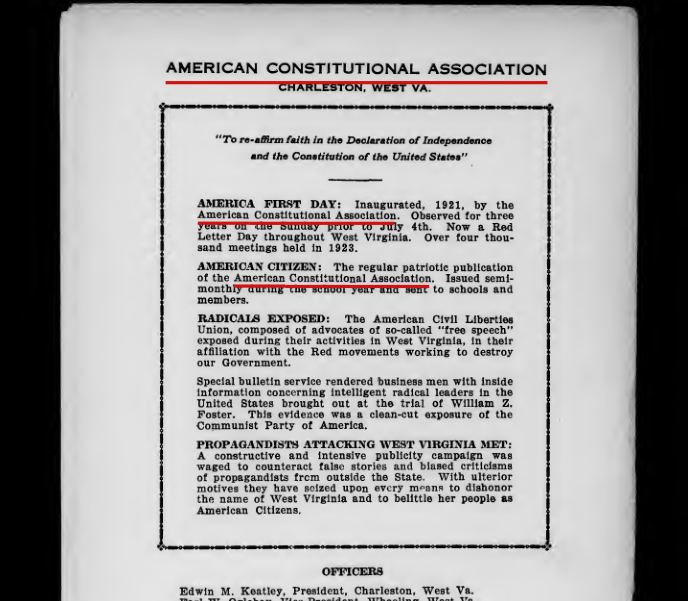 AMERICAN CONSTITUTIONAL ASSOCIATION
CHARLESTON, WEST VA.
"To re-affirm faith in the Declaration of Independence
and the Constitution of the United States"
AMERICA FIRST DAY: Inaugurated, 1921, by the
American Constitutional Association. Observed for three
years on the Sunday prior to July 4th. Now a Red
Letter Day throughout West Virginia. Over four thou-
sand meetings held in 1923.
AMERICAN CITIZEN: The regular patriotic publication
of the American Constitutional Association. Issued semi-
monthly during the school year and sent to schools and
members.
RADICALS EXPOSED: The American Civil Liberties
Union, composed of advocates of so-called "free speech"
exposed during their activities in West Virginia, in their
affiliation with the Red movements working to destroy
our Government.
Special bulletin service rendered business men with inside
information concerning intelligent radical leaders in the
United States brought out at the trial of William Z.
Foster. This evidence was a clean-cut exposure of the
Communist Party of America.
PROPAGANDISTS ATTACKING WEST VIRGINIA MET:
A constructive and intensive publicity campaign was
waged to counteract false stories and biased criticisms
of propagandists from outside the State. With ulterior
motives they have seized upon every means to dishonor
the name of West Virginia and to belittle her people as
American Citizens.
OFFICERS
Edwin M. Keatley, President, Charleston, West Va.
Vice President, Wheeling, West Va.